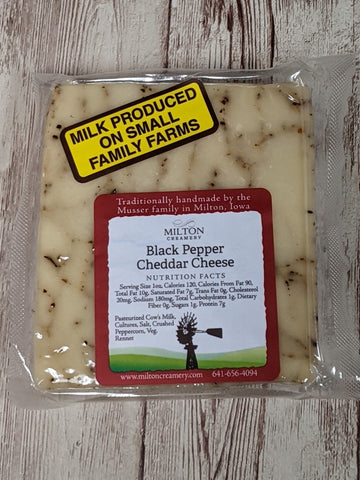 MILK PRODUCED
ON SMALL
FAMILY FARMS
Traditionally handmade by the
Musser family in Milton, Iowa
MILTON
CREAMERY
Black Pepper
Cheddar Cheese
NUTRITION FACTS
Serving Size 1oz, Calories 120, Calories From Fat 90,
Total Fat 10g, Saturated Fat 7g, Trans Fat 0g, Cholesterol
20mg, Sodium 180mg, Total Carbohydrates 1g, Dietary
Fiber 0g, Sugars 1g, Protein 7g
Pasteurized Cow's Milk,
Cultures, Salt, Crushed
Peppercorn, Veg.
Rennet
www.miltoncreamery.com 641-656-4094